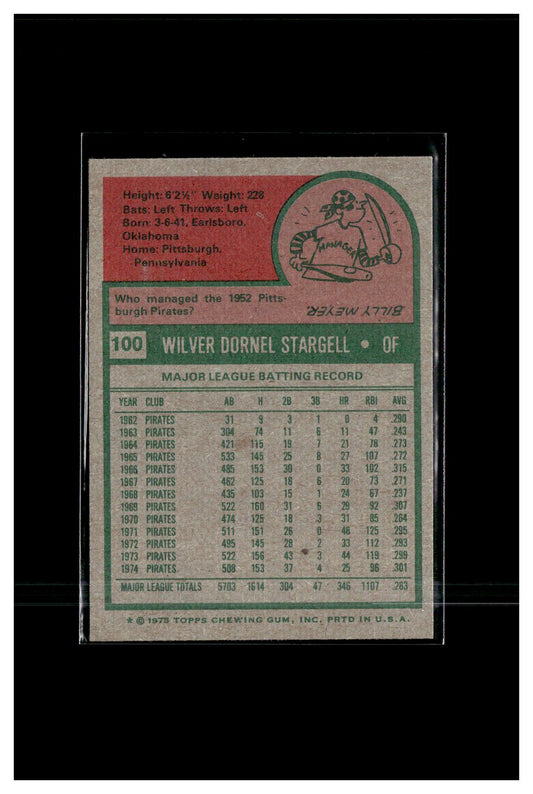 Height: 6'2½" Weight: 228
Bats: Left Throws: Left
Born: 3-6-41, Earlsboro,
Oklahoma
Home: Pittsburgh,
Pennsylvania
MANAGER
Who managed the 1952 Pitts-
burgh Pirates?
BILLY MEYER
100 WILVER DORNEL STARGELL • OF
MAJOR LEAGUE BATTING RECORD
YEAR CLUB AB H 2B 3B HR RBI AVG
1962 PIRATES 31 9 3 1 0 4 .290
1963 PIRATES 304 74 11 6 11 47 .243
1964 PIRATES 421 115 19 7 21 78 .273
1965 PIRATES 533 145 25 8 27 107 .272
1966 PIRATES 485 153 30 0 33 102 .315
1967 PIRATES 462 125 18 6 20 73 .271
1968 PIRATES 435 103 15 1 24 67 .237
1969 PIRATES 522 160 31 6 29 92 .307
1970 PIRATES 474 125 18 3 31 85 .264
1971 PIRATES 511 151 26 0 48 125 .295
1972 PIRATES 495 145 28 2 33 112 .293
1973 PIRATES 522 156 43 3 44 119 .299
1974 PIRATES 508 153 37 4 25 96 .301
MAJOR LEAGUE TOTALS 5703 1614 304 47 346 1107 .283
* © 1975 TOPPS CHEWING GUM, INC. PRTD IN U.S.A.